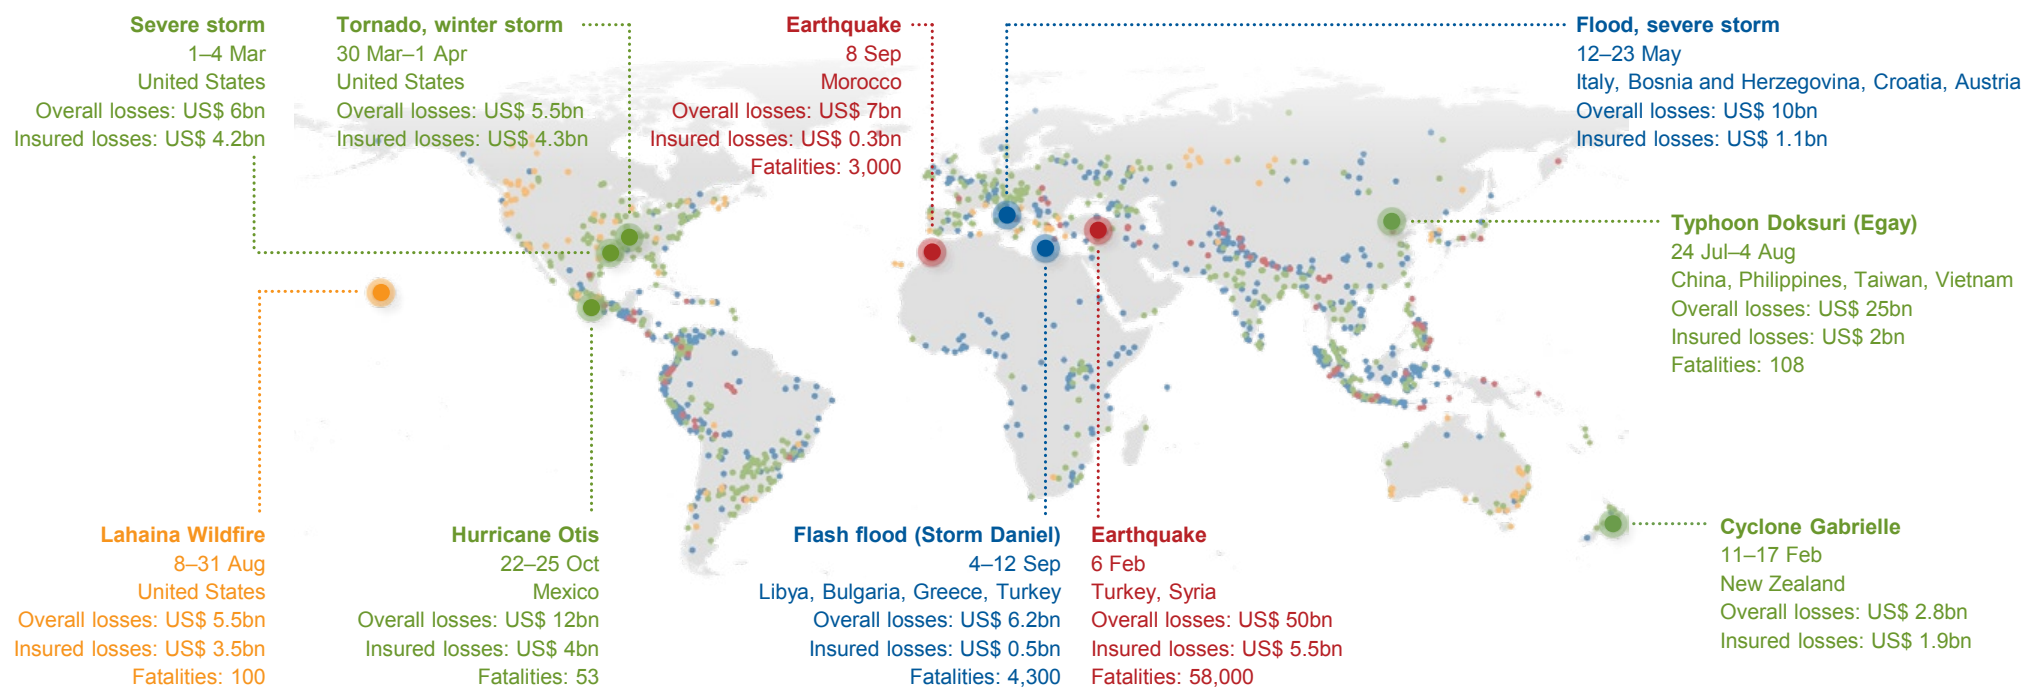 Severe storm
1–4 Mar
United States
Overall losses: US$ 6bn
Insured losses: US$ 4.2bn
Tornado, winter storm
30 Mar–1 Apr
United States
Overall losses: US$ 5.5bn
Insured losses: US$ 4.3bn
Earthquake
8 Sep
Morocco
Overall losses: US$ 7bn
Insured losses: US$ 0.3bn
Fatalities: 3,000
Flood, severe storm
12–23 May
Italy, Bosnia and Herzegovina, Croatia, Austria
Overall losses: US$ 10bn
Insured losses: US$ 1.1bn
Typhoon Doksuri (Egay)
24 Jul–4 Aug
China, Philippines, Taiwan, Vietnam
Overall losses: US$ 25bn
Insured losses: US$ 2bn
Fatalities: 108
Lahaina Wildfire
8–31 Aug
United States
Overall losses: US$ 5.5bn
Insured losses: US$ 3.5bn
Fatalities: 100
Hurricane Otis
22–25 Oct
Mexico
Overall losses: US$ 12bn
Insured losses: US$ 4bn
Fatalities: 53
Flash flood (Storm Daniel)
4–12 Sep
Libya, Bulgaria, Greece, Turkey
Overall losses: US$ 6.2bn
Insured losses: US$ 0.5bn
Fatalities: 4,300
Earthquake
6 Feb
Turkey, Syria
Overall losses: US$ 50bn
Insured losses: US$ 5.5bn
Fatalities: 58,000
Cyclone Gabrielle
11–17 Feb
New Zealand
Overall losses: US$ 2.8bn
Insured losses: US$ 1.9bn